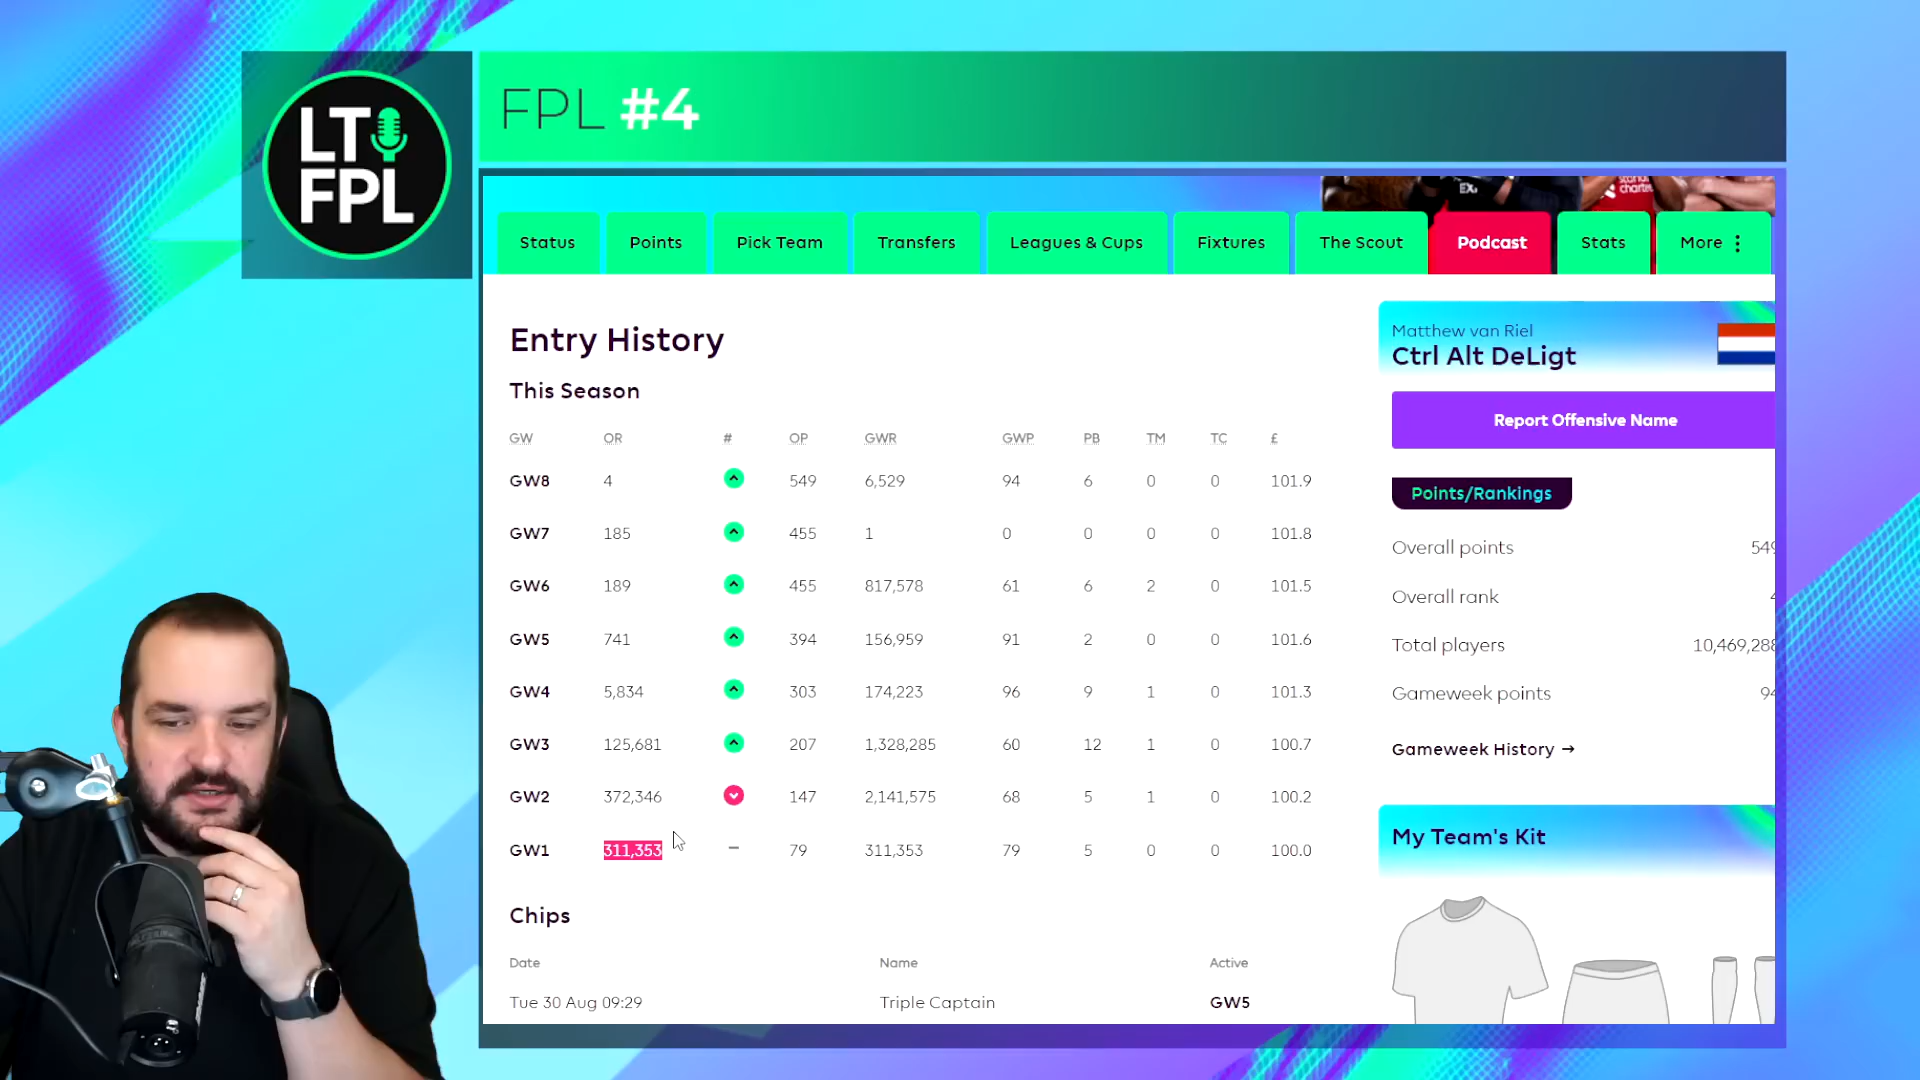 LT
FPL
FPL #4
EX
chart
Status Points Pick Team Transfers Leagues & Cups Fixtures The Scout Podcast Stats More
Entry History
This Season
GW OR # OP GWR GWP PB TM TC £
GW8 4 549 6,529 94 6 0 0 101.9
GW7 185 455 1 0 0 0 0 101.8
GW6 189 455 817,578 61 6 2 0 101.5
GW5 741 394 156,959 91 2 0 0 101.6
GW4 5,834 303 174,223 96 9 1 0 101.3
GW3 125,681 207 1,328,285 60 12 1 0 100.7
GW2 372,346 147 2,141,575 68 5 1 0 100.2
GW1 311,353 – 79 311,353 79 5 0 0 100.0
Chips
Date Name Active
Tue 30 Aug 09:29 Triple Captain GW5
Matthew van Riel
Ctrl Alt DeLigt
Report Offensive Name
Points/Rankings
Overall points 549
Overall rank 4
Total players 10,469,288
Gameweek points 94
Gameweek History →
My Team's Kit